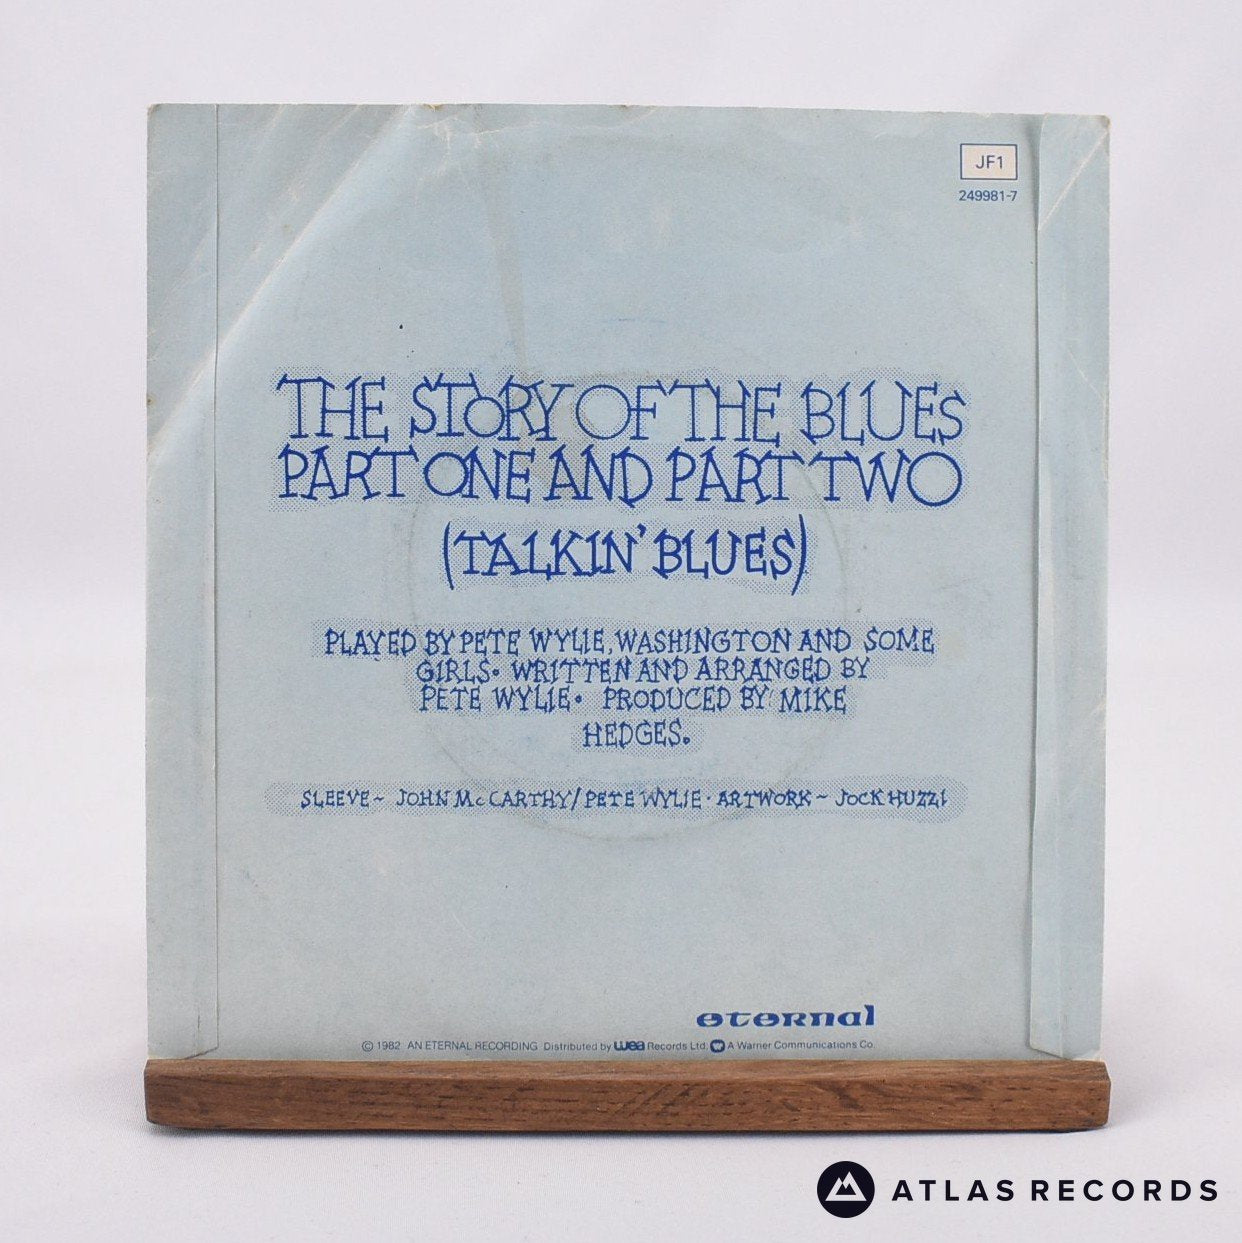 JF1
249981-7
THE STORY OF THE BLUES
PART ONE AND PART TWO
(TALKIN' BLUES)
PLAYED BY PETE WYLIE, WASHINGTON AND SOME
GIRLS• WRITTEN AND ARRANGED BY
PETE WYLIE• PRODUCED BY MIKE
HEDGES.
SLEEVE~ JOHN McCARTHY/PETE WYLIE • ARTWORK ~ JOCK HUZZI
eternal
© 1982 AN ETERNAL RECORDING Distributed by wea Records Ltd. A Warner Communications Co.
ATLAS RECORDS